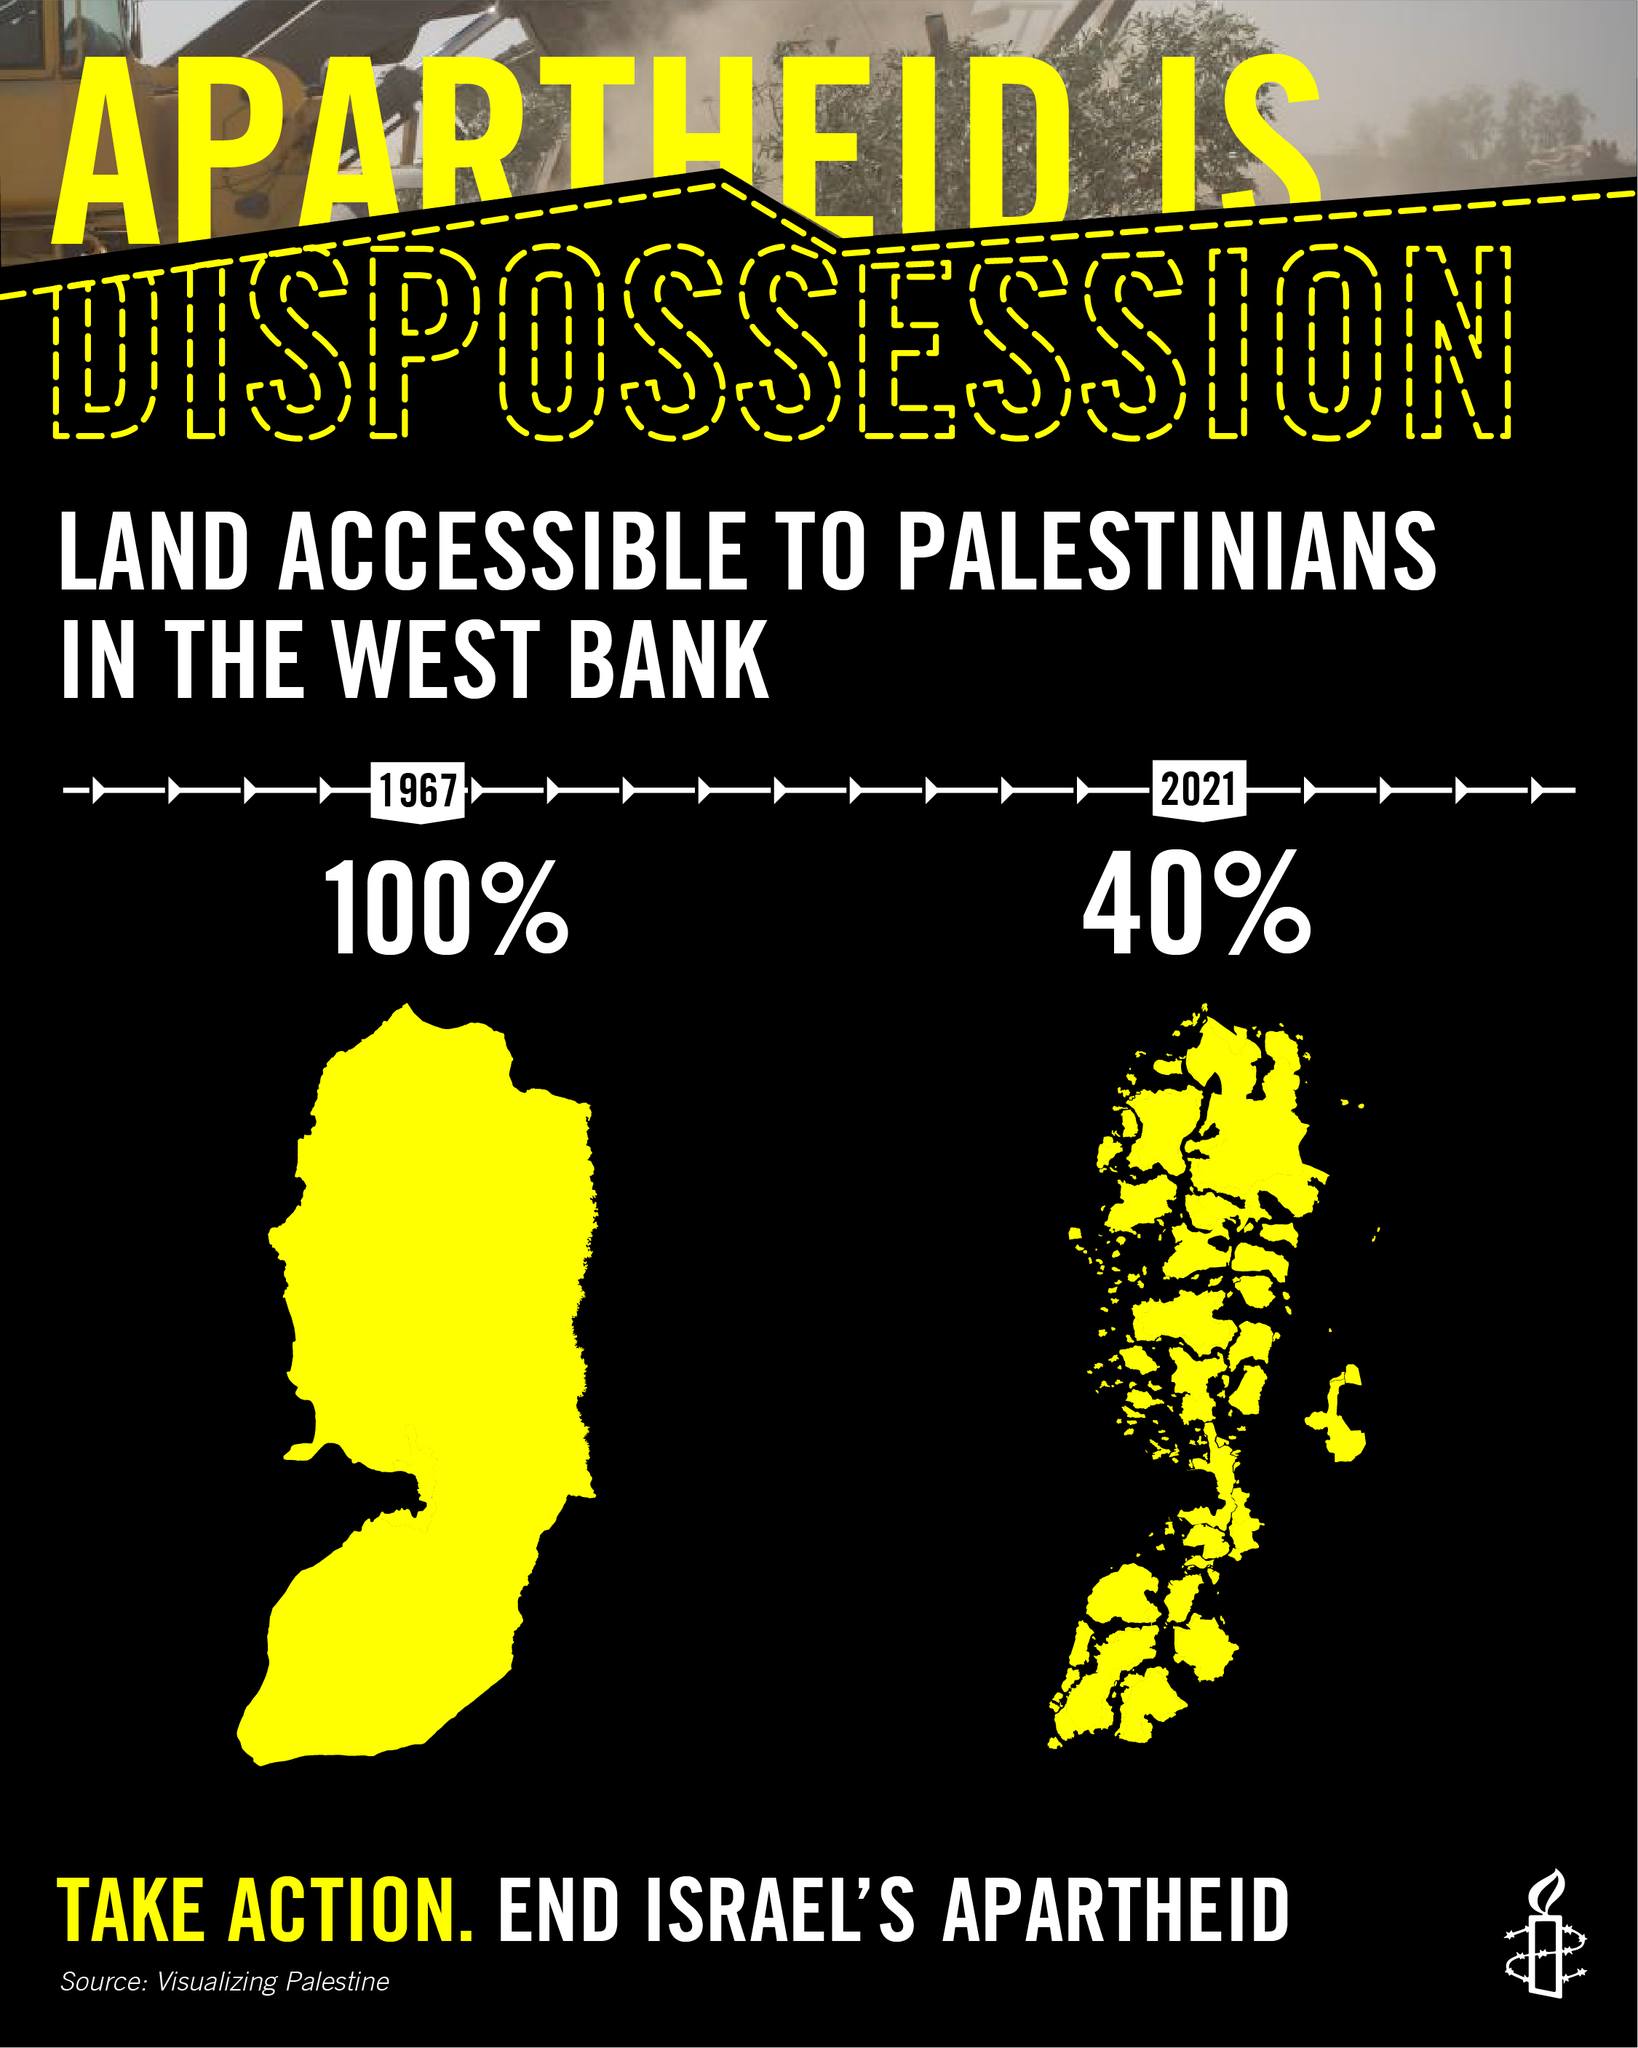 APARTHEID IS
DISPOSSESSION
LAND ACCESSIBLE TO PALESTINIANS
IN THE WEST BANK
1967 2021
100% 40%
TAKE ACTION. END ISRAEL'S APARTHEID
Source: Visualizing Palestine